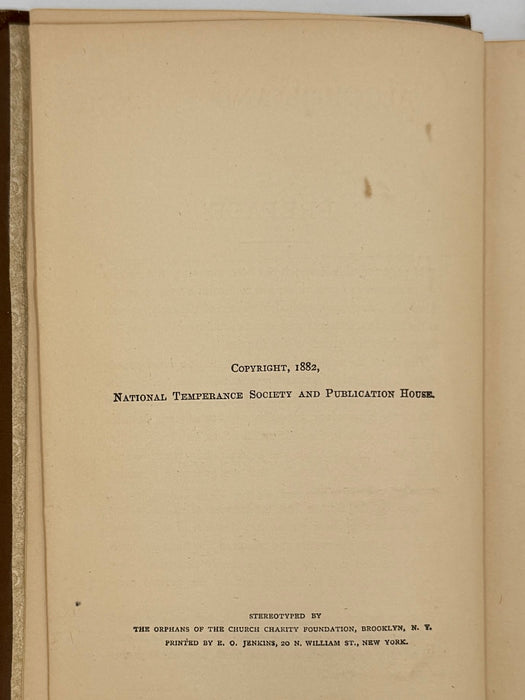 COPYRIGHT, 1882,
NATIONAL TEMPERANCE SOCIETY AND PUBLICATION HOUSE.
STEREOTYPED BY
THE ORPHANS OF THE CHURCH CHARITY FOUNDATION, BROOKLYN, N. Y.
PRINTED BY E. O. JENKINS, 20 N. WILLIAM ST., NEW YORK.